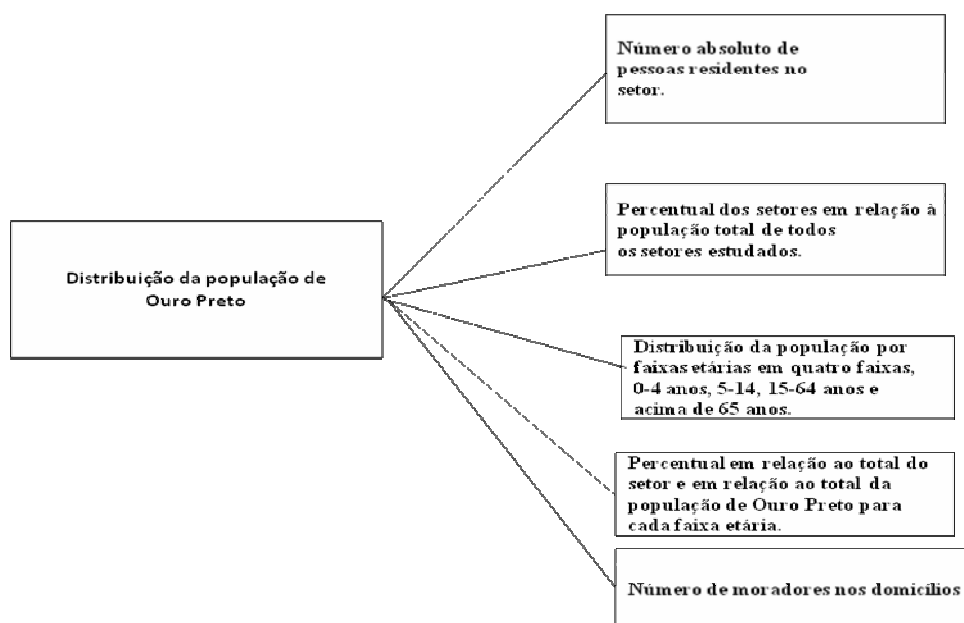 Número absoluto de
pessoas residentes no
setor.
Percentual dos setores em relação à
população total de todos
os setores estudados.
Distribuição da população de
Ouro Preto
Distribuição da população por
faixas etárias em quatro faixas,
0-4 anos, 5-14, 15-64 anos e
acima de 65 anos.
Percentual em relação ao total do
setor e em relação ao total da
população de Ouro Preto para
cada faixa etária.
Número de moradores nos domicílios